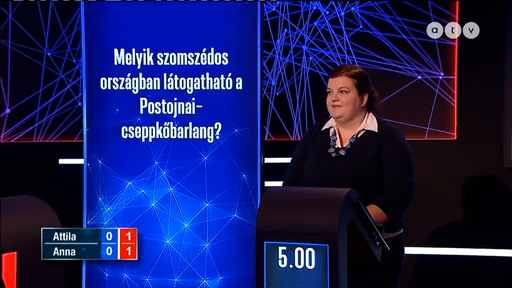 atv
Melyik szomszédos
országban látogatható a
Postojnai-
cseppkőbarlang?
Attila 0 1
Anna 0 1
5.00